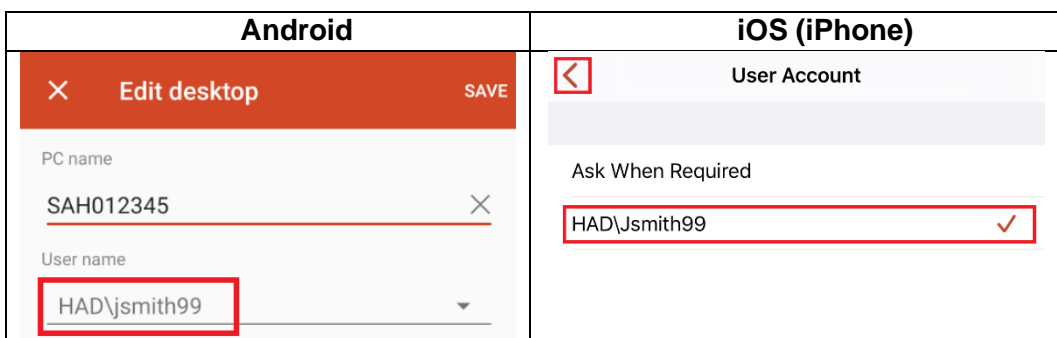 Android
iOS (iPhone)
Edit desktop
SAVE
PC name
SAH012345
User name
HAD\jsmith99
User Account
Ask When Required
HAD\Jsmith99